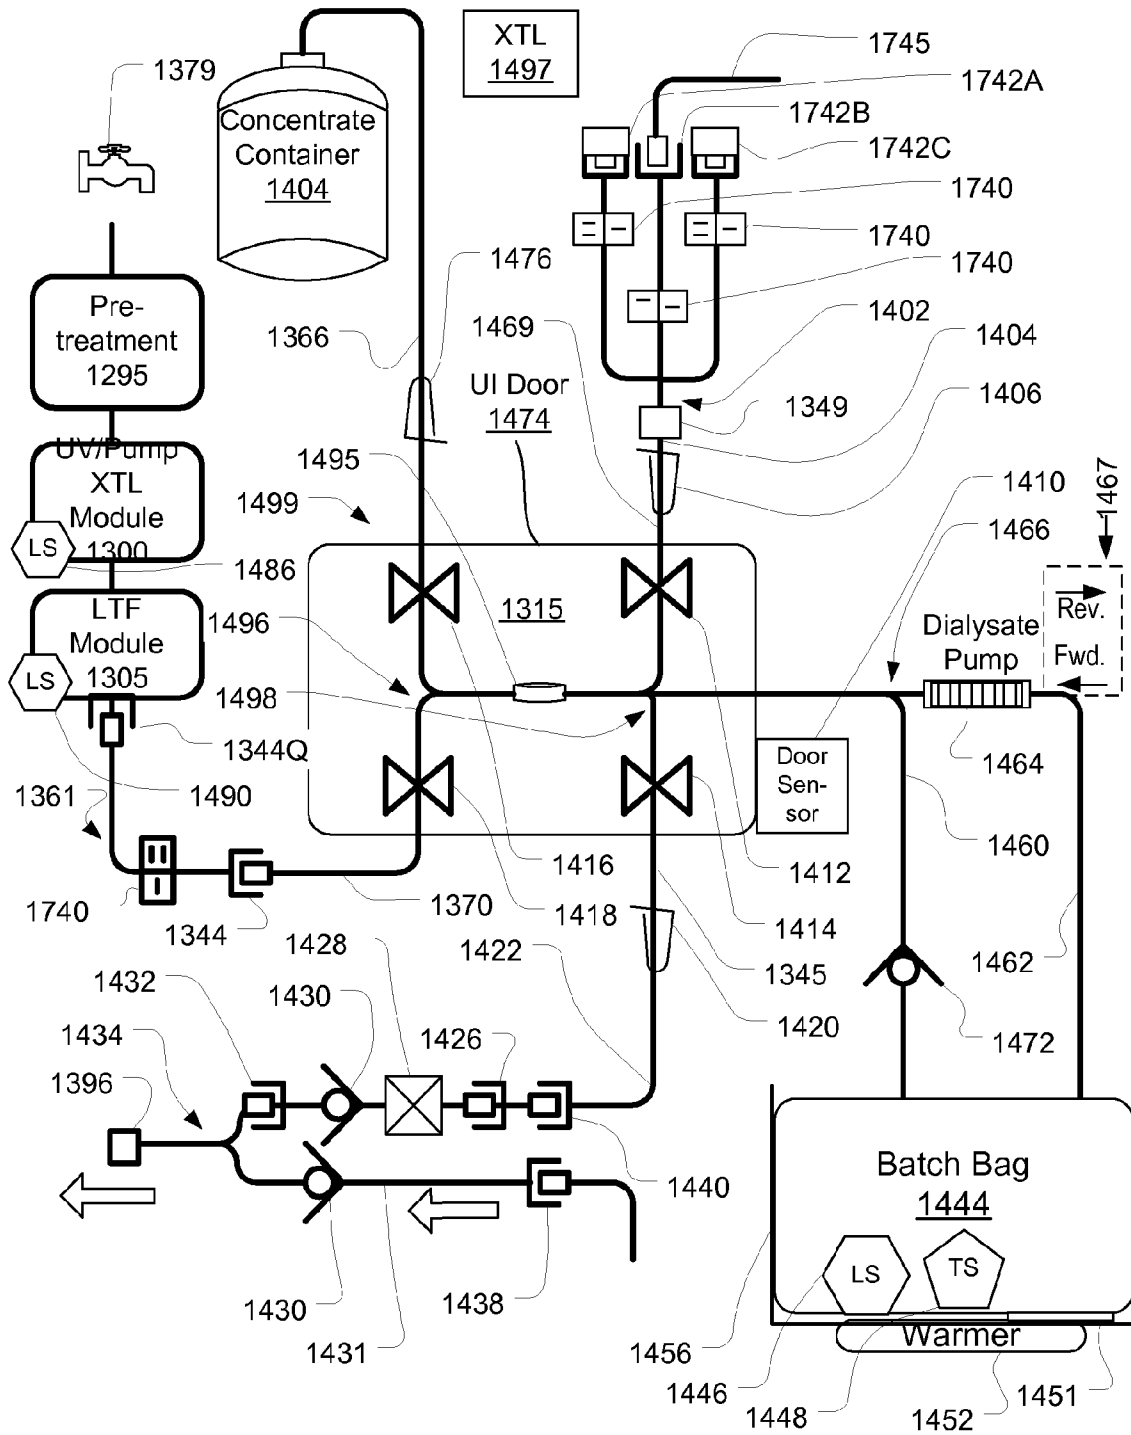 XTL
1497
1745
1379
1742A
1742B
1742C
Concentrate
Container
1404
1740
1740
1740
1476
1402
1366
1469
1404
Pre-
treatment
1295
UI Door
1474
1406
1349
UV/Pump
XTL
Module
1300
LS
1486
1495
1499
1410
1466
1467
LTF
Module
1305
LS
1496
1315
Rev.
Fwd.
Dialysate
Pump
1498
1344Q
1464
1361
1490
Door
Sen-
sor
1460
1416
1412
1740
1344
1370
1418
1414
1428
1422
1345
1462
1432
1430
1420
1472
1434
1426
1396
Batch Bag
1444
1440
LS
TS
1430
1438
1431
Warmer
1456
1446
1448
1452
1451